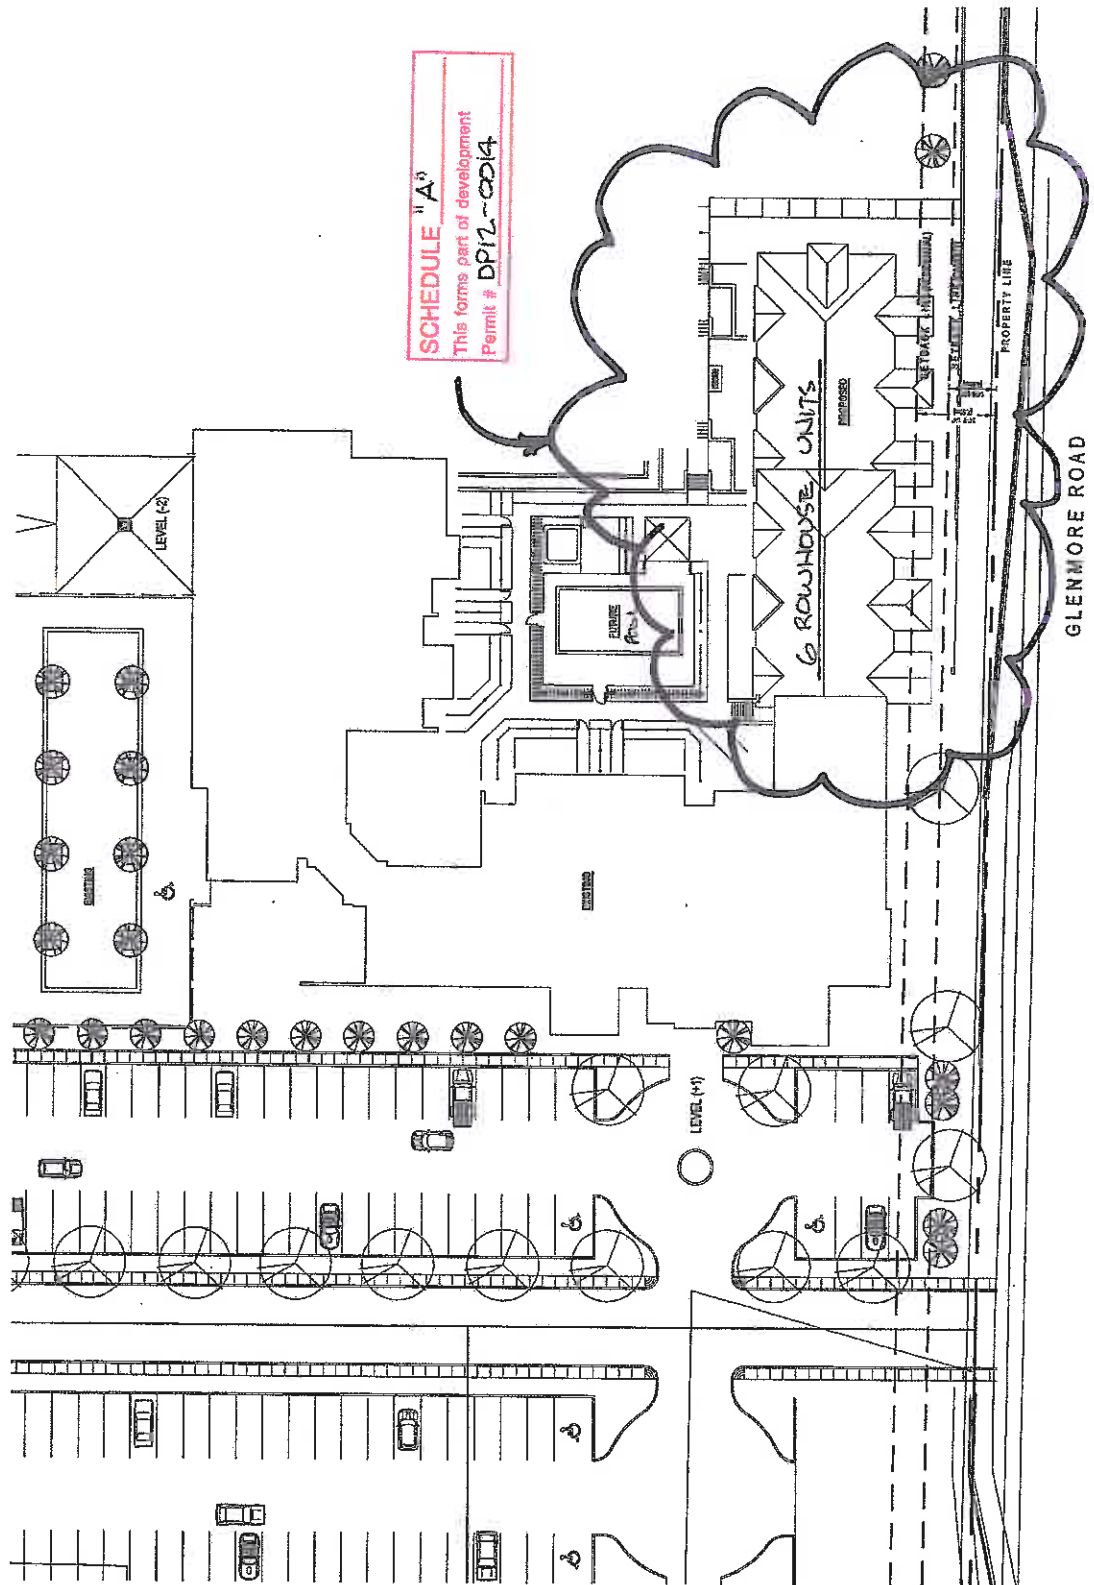 SCHEDULE "A"
This forms part of development
Permit # DP12-0014
LEVEL (-2)
EXISTING
FUTURE
POOL
6 ROWHOUSE UNITS
PROPOSED
PROPERTY LINE
GLENMORE ROAD
EXISTING
LEVEL (+1)